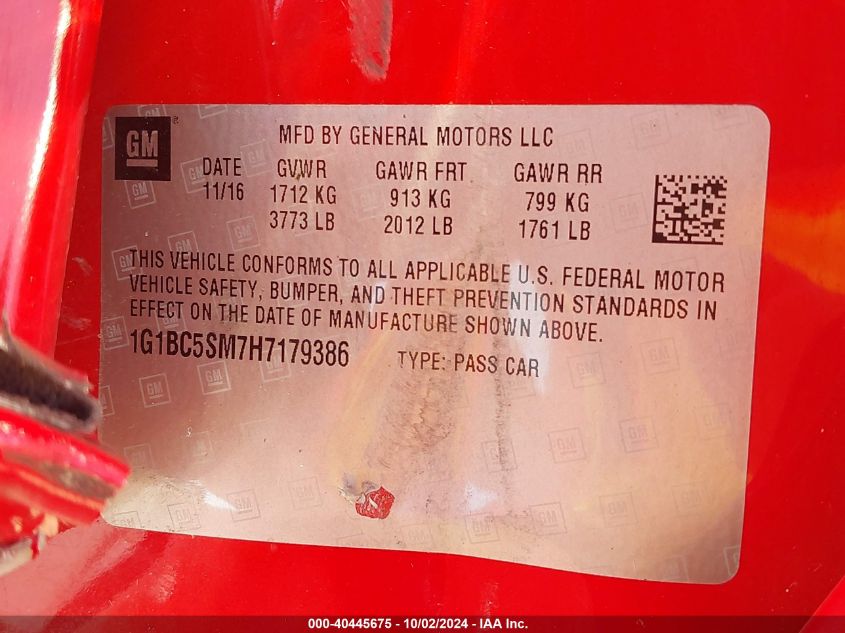 GM
MFD BY GENERAL MOTORS LLC
DATE GVWR GAWR FRT GAWR RR
11/16 1712 KG 913 KG 799 KG
3773 LB 2012 LB 1761 LB
THIS VEHICLE CONFORMS TO ALL APPLICABLE U.S. FEDERAL MOTOR
VEHICLE SAFETY, BUMPER, AND THEFT PREVENTION STANDARDS IN
EFFECT ON THE DATE OF MANUFACTURE SHOWN ABOVE.
1G1BC5SM7H7179386 TYPE: PASS CAR
000-40445675 - 10/02/2024 - IAA Inc.